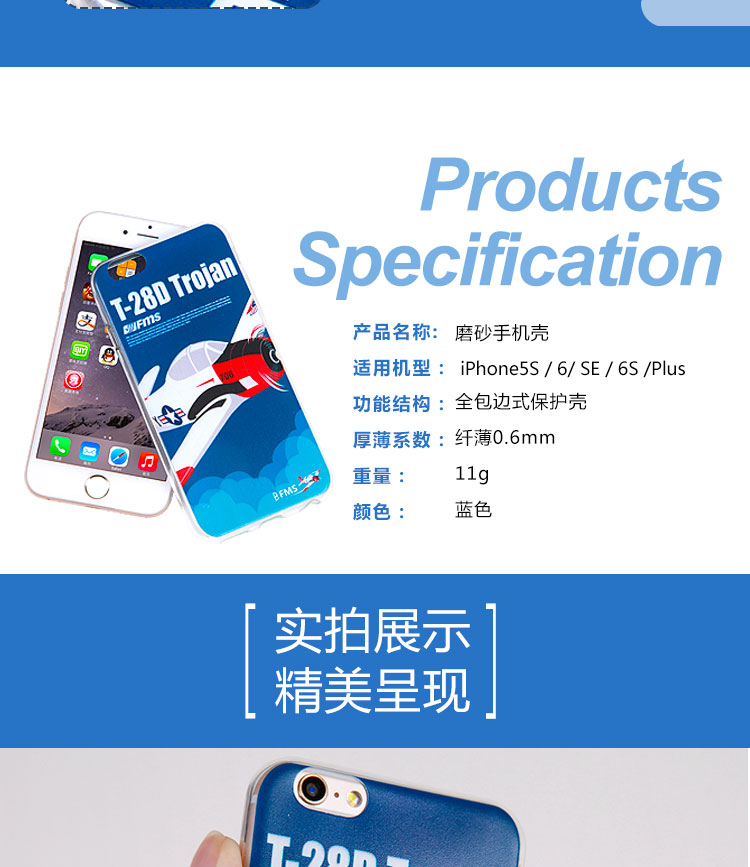 Products
Specification
产品名称： 磨砂手机壳
适用机型： iPhone5S / 6/ SE / 6S /Plus
功能结构： 全包边式保护壳
厚薄系数： 纤薄0.6mm
重量： 11g
颜色： 蓝色
T-28D Trojan
FMS
700
FMS
实拍展示
精美呈现
T-28D T